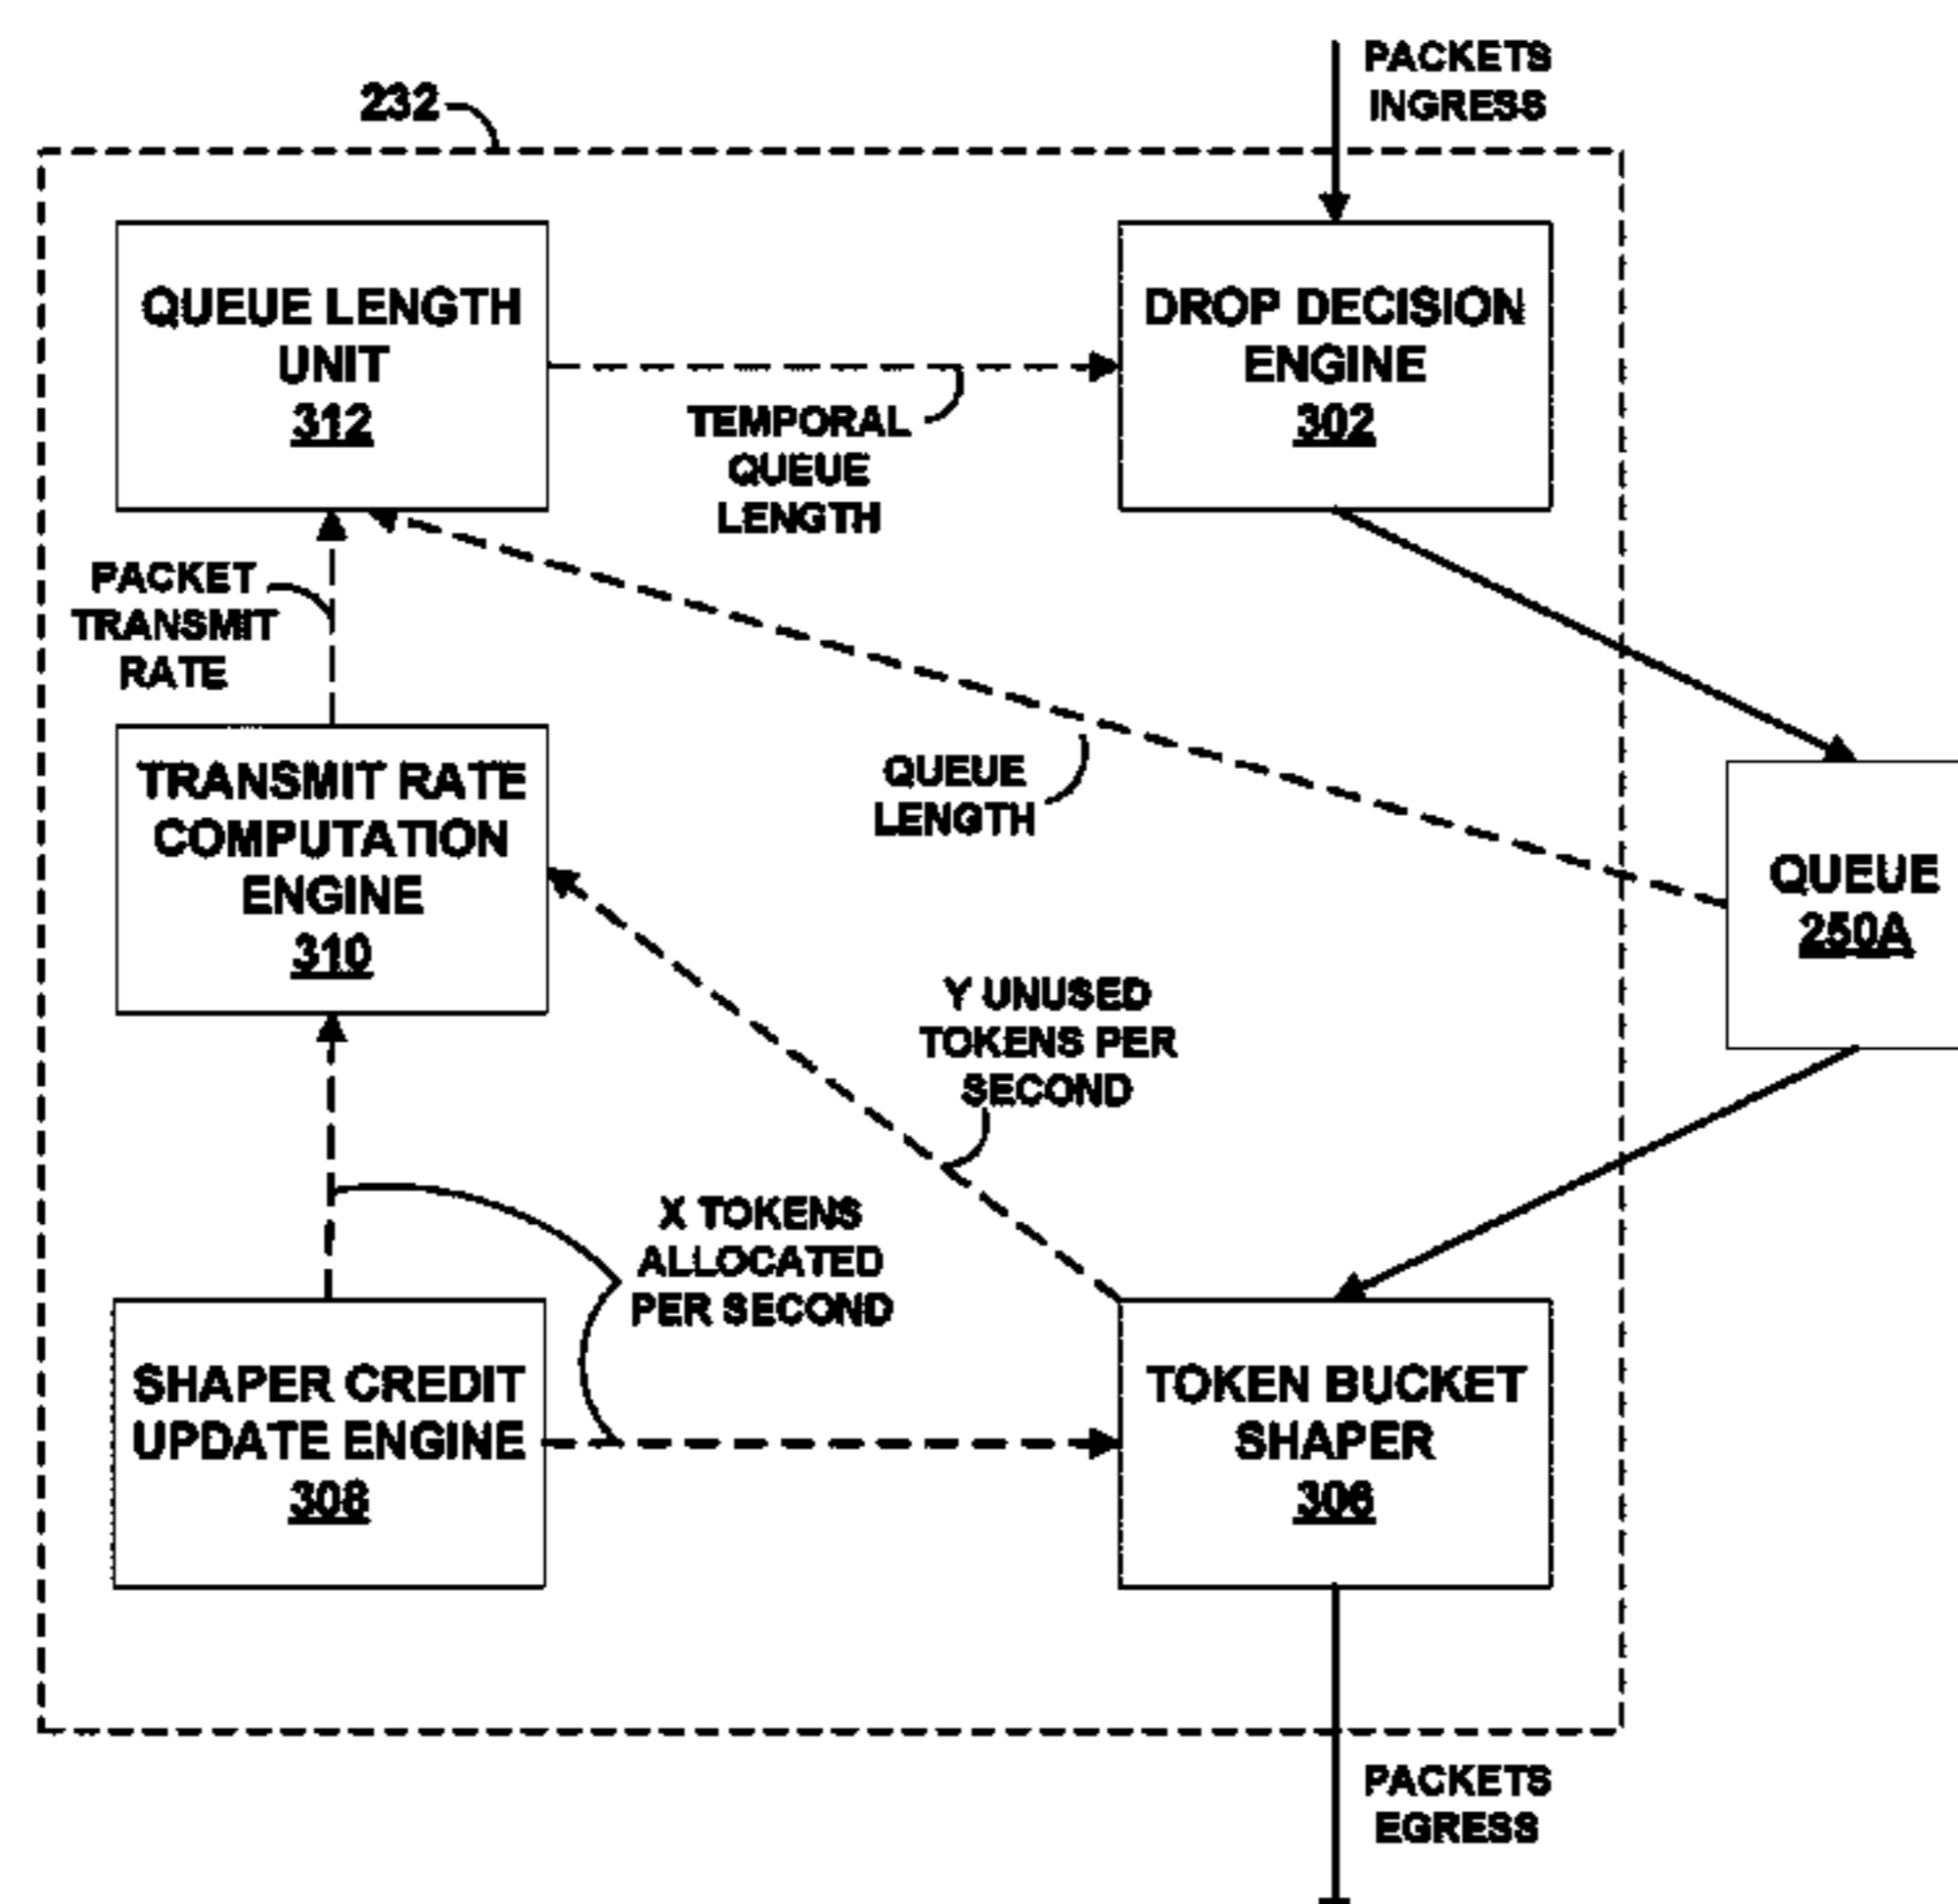 PACKETS
INGRESS
232
QUEUE LENGTH
UNIT
312
DROP DECISION
ENGINE
302
TEMPORAL
QUEUE
LENGTH
PACKET
TRANSMIT
RATE
TRANSMIT RATE
COMPUTATION
ENGINE
310
QUEUE
LENGTH
QUEUE
250A
Y UNUSED
TOKENS PER
SECOND
X TOKENS
ALLOCATED
PER SECOND
SHAPER CREDIT
UPDATE ENGINE
308
TOKEN BUCKET
SHAPER
306
PACKETS
EGRESS